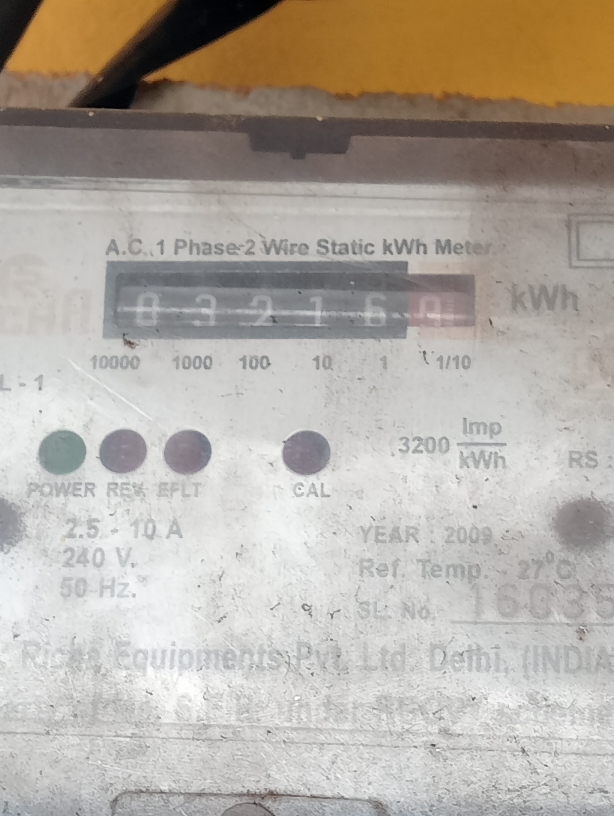 A.C. 1 Phase-2 Wire Static kWh Meter
0 3 2 1 6 kWh
10000 1000 100 10 1 1/10
L - 1
3200 Imp/kWh
POWER REV. EFLT CAL RS
2.5 - 10 A
240 V.
50 Hz.
YEAR : 2009
Ref. Temp. - 27°C
SL. No.
Equipments Pvt. Ltd. Delhi, (INDIA
under